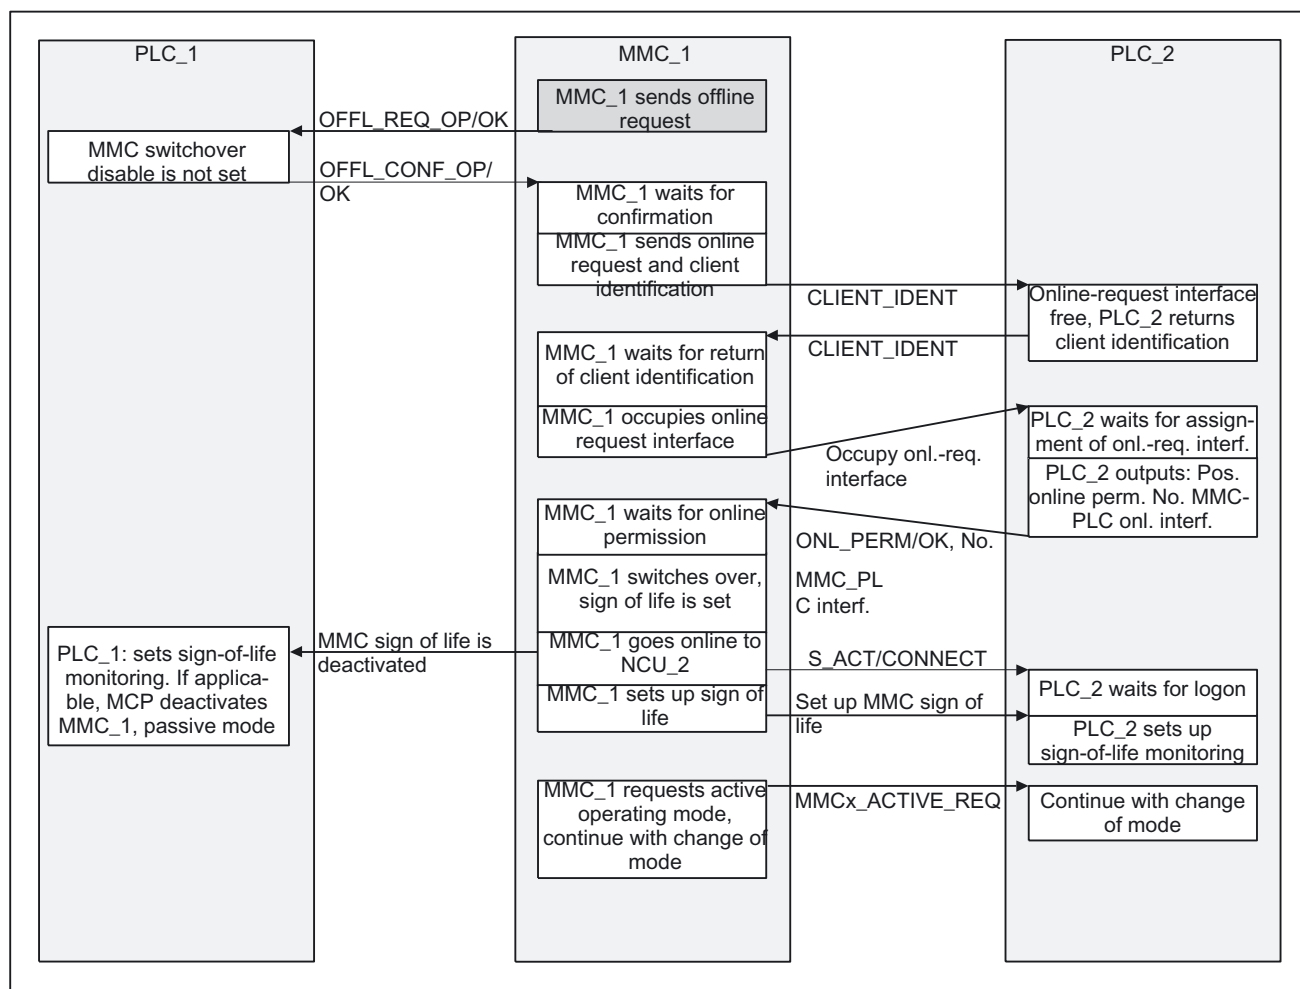 PLC_1
MMC_1
PLC_2
MMC_1 sends offline
request
OFFL_REQ_OP/OK
MMC switchover
disable is not set
OFFL_CONF_OP/
OK
MMC_1 waits for
confirmation
MMC_1 sends online
request and client
identification
CLIENT_IDENT
Online-request interface
free, PLC_2 returns
client identification
CLIENT_IDENT
MMC_1 waits for return
of client identification
MMC_1 occupies online
request interface
Occupy onl.-req.
interface
PLC_2 waits for assign-
ment of onl.-req. interf.
PLC_2 outputs: Pos.
online perm. No. MMC-
PLC onl. interf.
MMC_1 waits for online
permission
ONL_PERM/OK, No.
MMC_PL
C interf.
MMC_1 switches over,
sign of life is set
MMC_1 goes online to
NCU_2
MMC sign of life is
deactivated
PLC_1: sets sign-of-life
monitoring. If applica-
ble, MCP deactivates
MMC_1, passive mode
S_ACT/CONNECT
PLC_2 waits for logon
MMC_1 sets up sign of
life
Set up MMC sign of
life
PLC_2 sets up
sign-of-life monitoring
MMC_1 requests active
operating mode,
continue with change of
mode
MMCx_ACTIVE_REQ
Continue with change
of mode